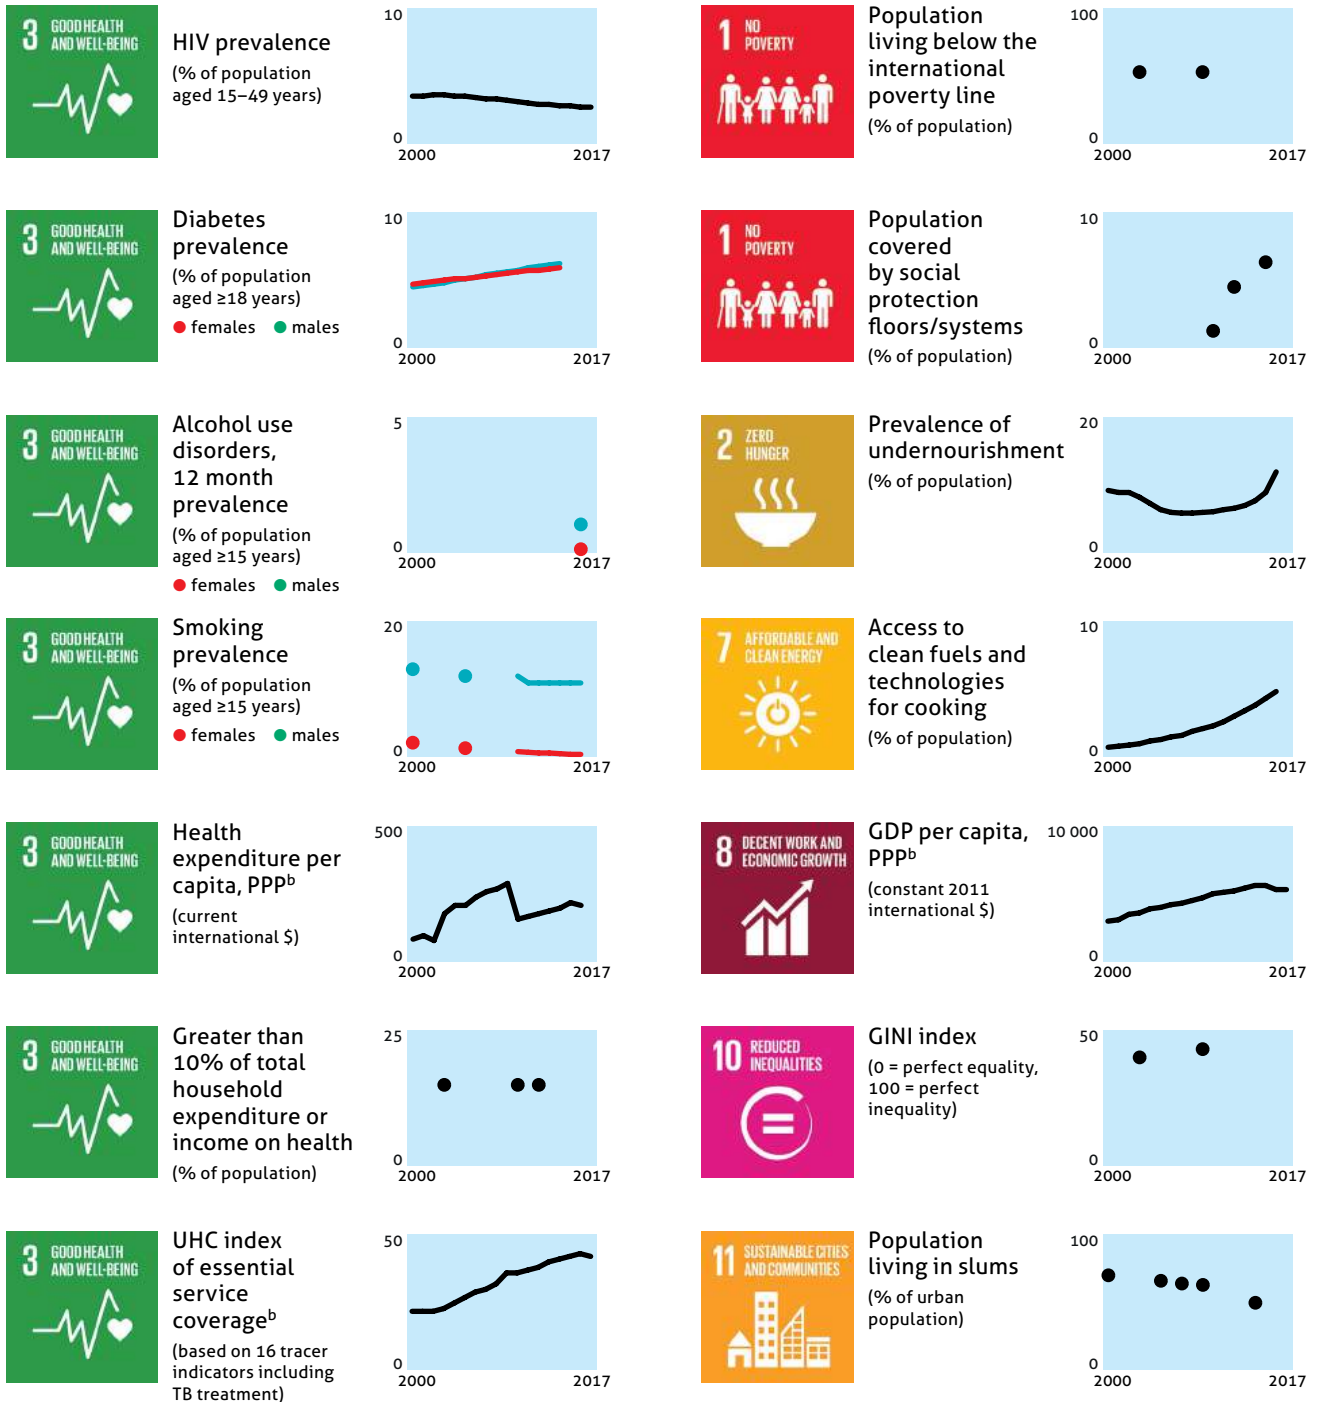 3 GOOD HEALTH
AND WELL-BEING
HIV prevalence
(% of population
aged 15–49 years)
10
0
2000 2017
3 GOOD HEALTH
AND WELL-BEING
Diabetes
prevalence
(% of population
aged ≥18 years)
females males
10
0
2000 2017
3 GOOD HEALTH
AND WELL-BEING
Alcohol use
disorders,
12 month
prevalence
(% of population
aged ≥15 years)
females males
5
0
2000 2017
3 GOOD HEALTH
AND WELL-BEING
Smoking
prevalence
(% of population
aged ≥15 years)
females males
20
0
2000 2017
3 GOOD HEALTH
AND WELL-BEING
Health
expenditure per
capita, PPPᵇ
(current
international $)
500
0
2000 2017
3 GOOD HEALTH
AND WELL-BEING
Greater than
10% of total
household
expenditure or
income on health
(% of population)
25
0
2000 2017
3 GOOD HEALTH
AND WELL-BEING
UHC index
of essential
service
coverageᵇ
(based on 16 tracer
indicators including
TB treatment)
50
0
2000 2017
1 NO
POVERTY
Population
living below the
international
poverty line
(% of population)
100
0
2000 2017
1 NO
POVERTY
Population
covered
by social
protection
floors/systems
(% of population)
10
0
2000 2017
2 ZERO
HUNGER
Prevalence of
undernourishment
(% of population)
20
0
2000 2017
7 AFFORDABLE AND
CLEAN ENERGY
Access to
clean fuels and
technologies
for cooking
(% of population)
10
0
2000 2017
8 DECENT WORK AND
ECONOMIC GROWTH
GDP per capita,
PPPᵇ
(constant 2011
international $)
10 000
0
2000 2017
10 REDUCED
INEQUALITIES
GINI index
(0 = perfect equality,
100 = perfect
inequality)
50
0
2000 2017
11 SUSTAINABLE CITIES
AND COMMUNITIES
Population
living in slums
(% of urban
population)
100
0
2000 2017